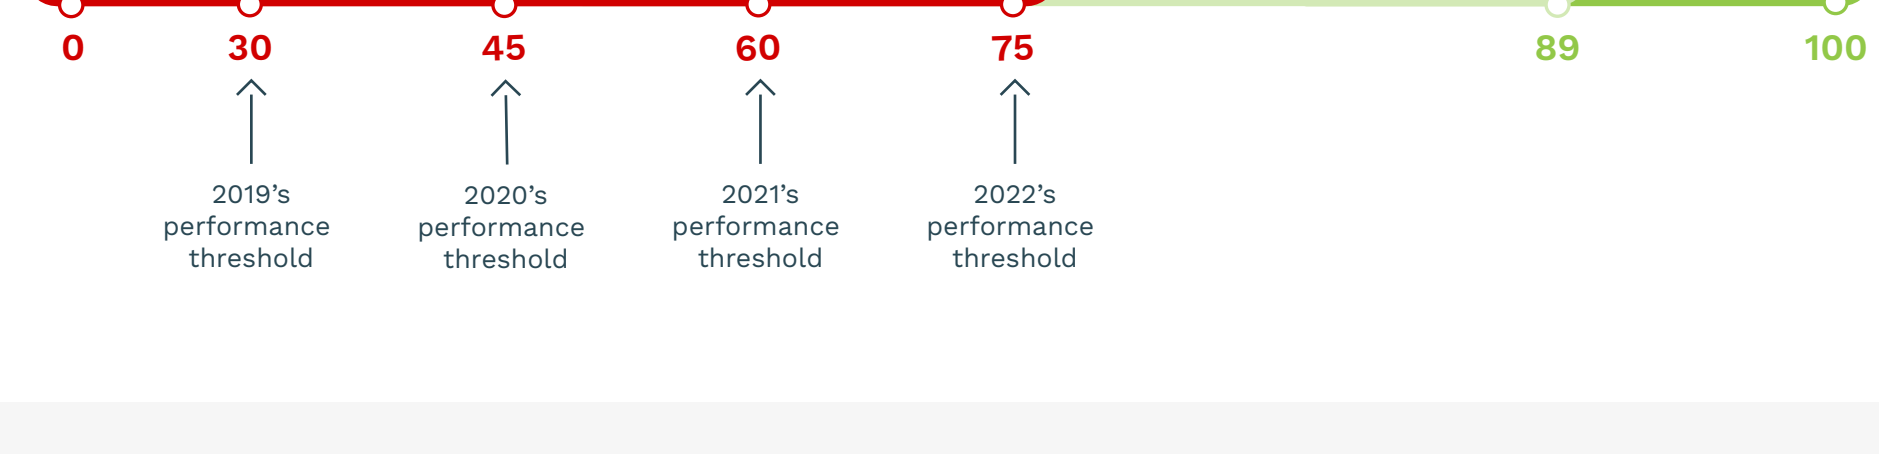 0 30 45 60 75 89 100
2019’s
performance
threshold
2020’s
performance
threshold
2021’s
performance
threshold
2022’s
performance
threshold